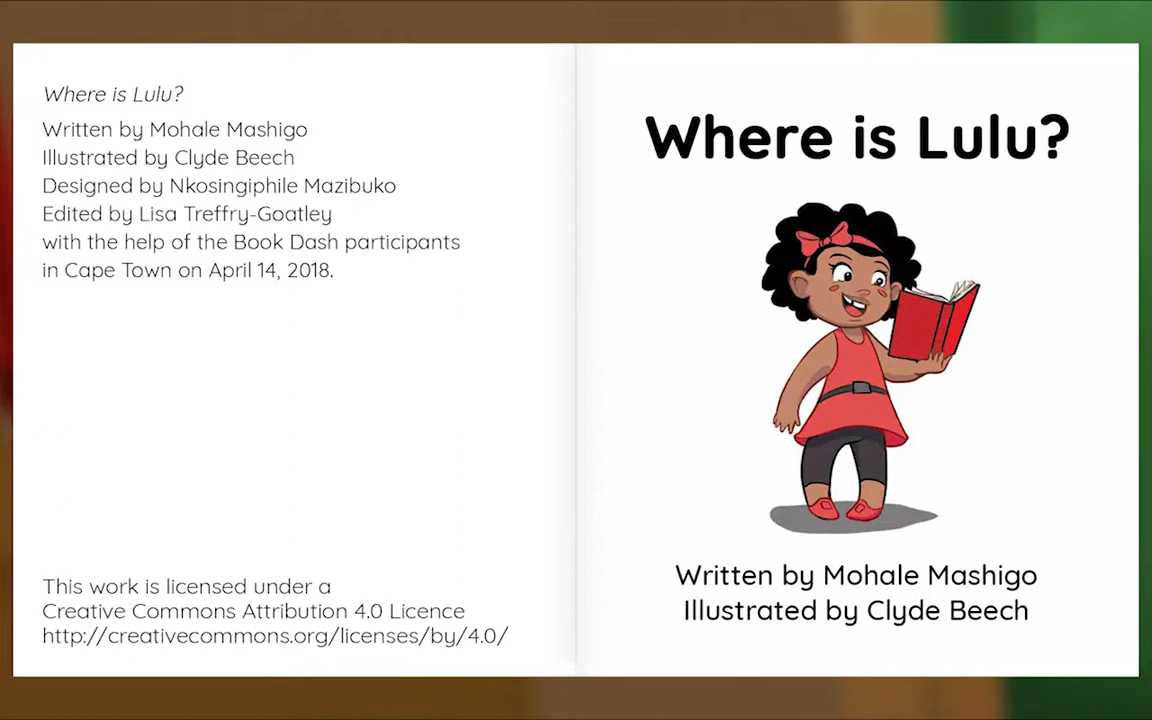 Where is Lulu?
Written by Mohale Mashigo
Illustrated by Clyde Beech
Designed by Nkosingiphile Mazibuko
Edited by Lisa Treffry-Goatley
with the help of the Book Dash participants
in Cape Town on April 14, 2018.
This work is licensed under a
Creative Commons Attribution 4.0 Licence
http://creativecommons.org/licenses/by/4.0/
Where is Lulu?
Written by Mohale Mashigo
Illustrated by Clyde Beech